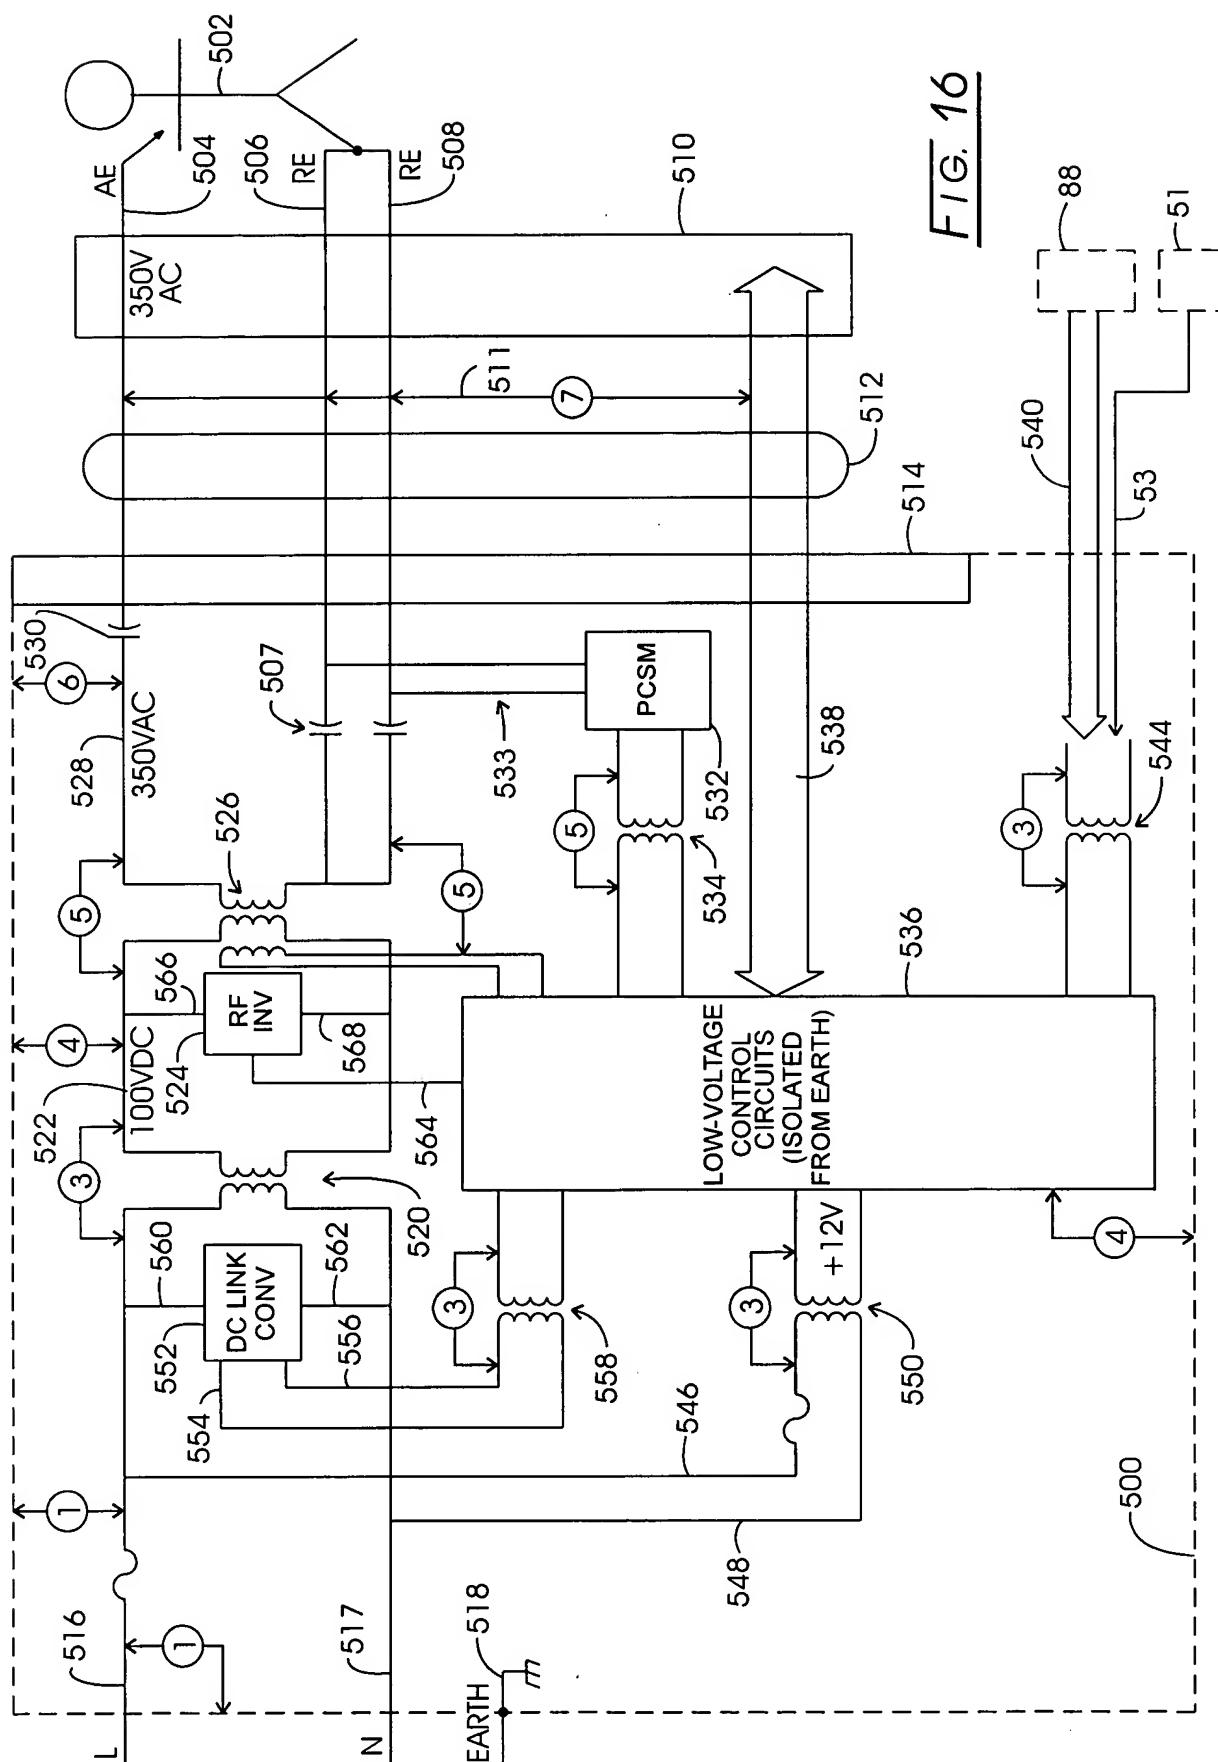 L
516
1
1
N
517
EARTH
518
500
548
546
554
552
DC LINK
CONV
556
560
562
520
3
558
3
+12V
550
3
522
100VDC
4
524
RF
INV
566
568
564
5
526
5
528
350VAC
6
530
507
533
PCSM
532
5
534
538
LOW-VOLTAGE
CONTROL
CIRCUITS
(ISOLATED
FROM EARTH)
536
4
3
544
514
512
511
7
350V
AC
510
AE
504
502
506
RE
RE
508
540
53
88
51
FIG. 16